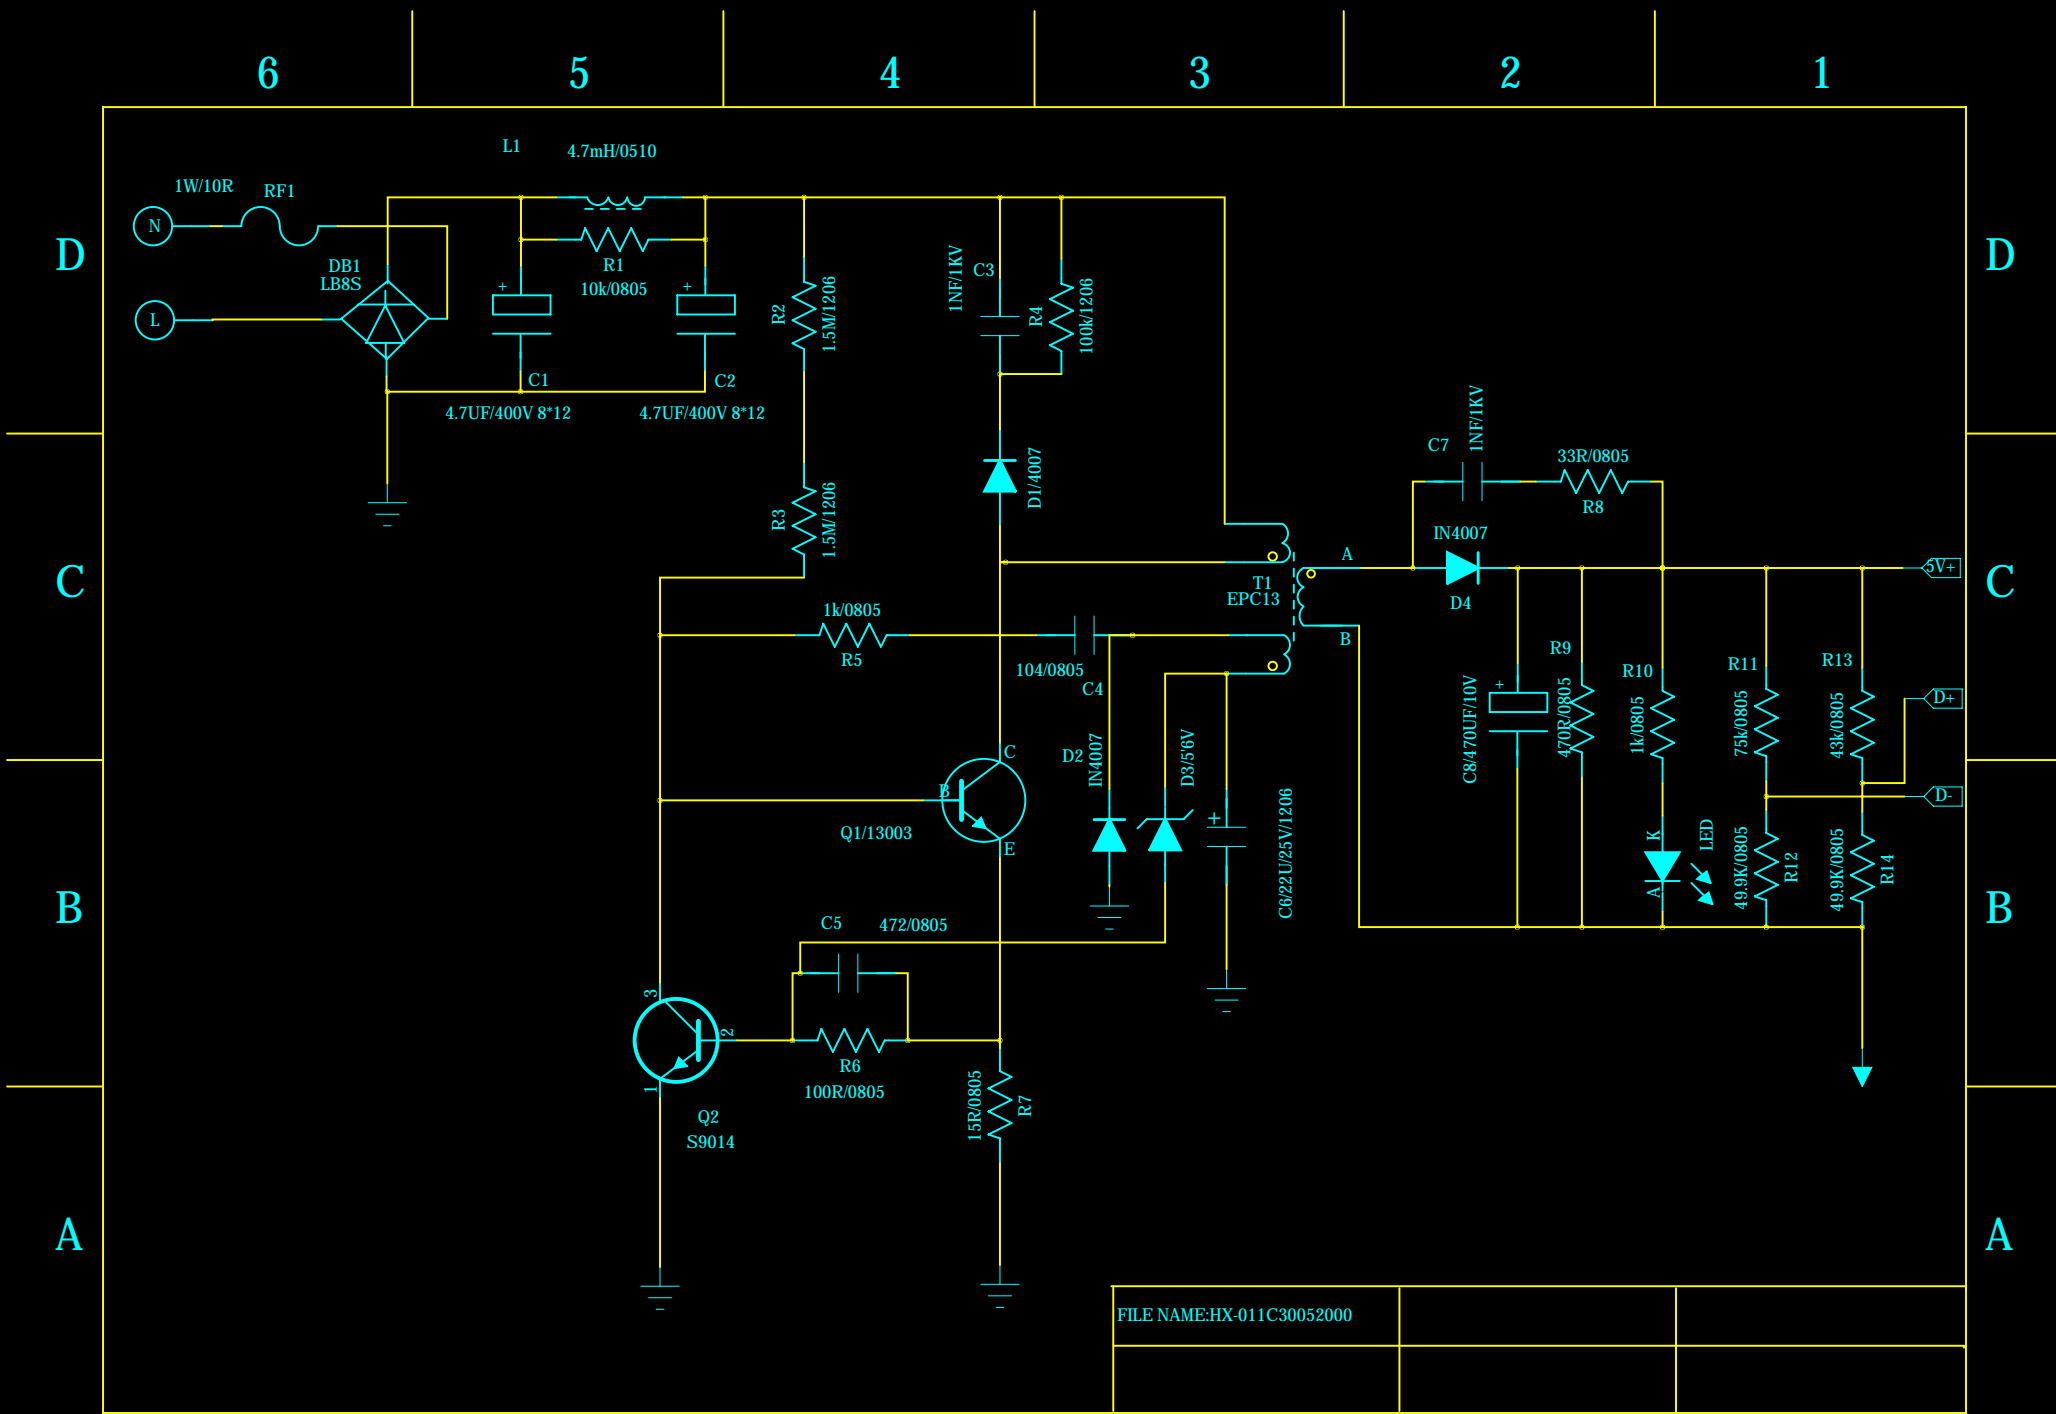 6 5 4 3 2 1
D
D
C
C
B
B
A
A
L1
4.7mH/0510
1W/10R
RF1
N
L
DB1
LB8S
+
+
R1
10k/0805
C1
4.7UF/400V 8*12
C2
4.7UF/400V 8*12
R2
1.5M/1206
R3
1.5M/1206
1NF/1KV
C3
R4
100k/1206
D1/4007
T1
EPC13
A
B
1k/0805
R5
104/0805
C4
C7
1NF/1KV
33R/0805
R8
IN4007
D4
5V+
D+
D-
R9
470R/0805
+
C8/470UF/10V
R10
1k/0805
R11
75k/0805
R13
43k/0805
K
A
LED
49.9K/0805
R12
49.9K/0805
R14
C
B
E
Q1/13003
D2
IN4007
D3/5'6V
+
C6/22U/25V/1206
C5
472/0805
3
2
1
R6
100R/0805
Q2
S9014
15R/0805
R7
FILE NAME:HX-011C30052000